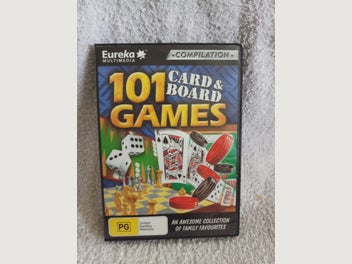 Eureka
MULTIMEDIA
-COMPILATION-
101 CARD &
BOARD
GAMES
PG
AN AWESOME COLLECTION
OF FAMILY FAVOURITES